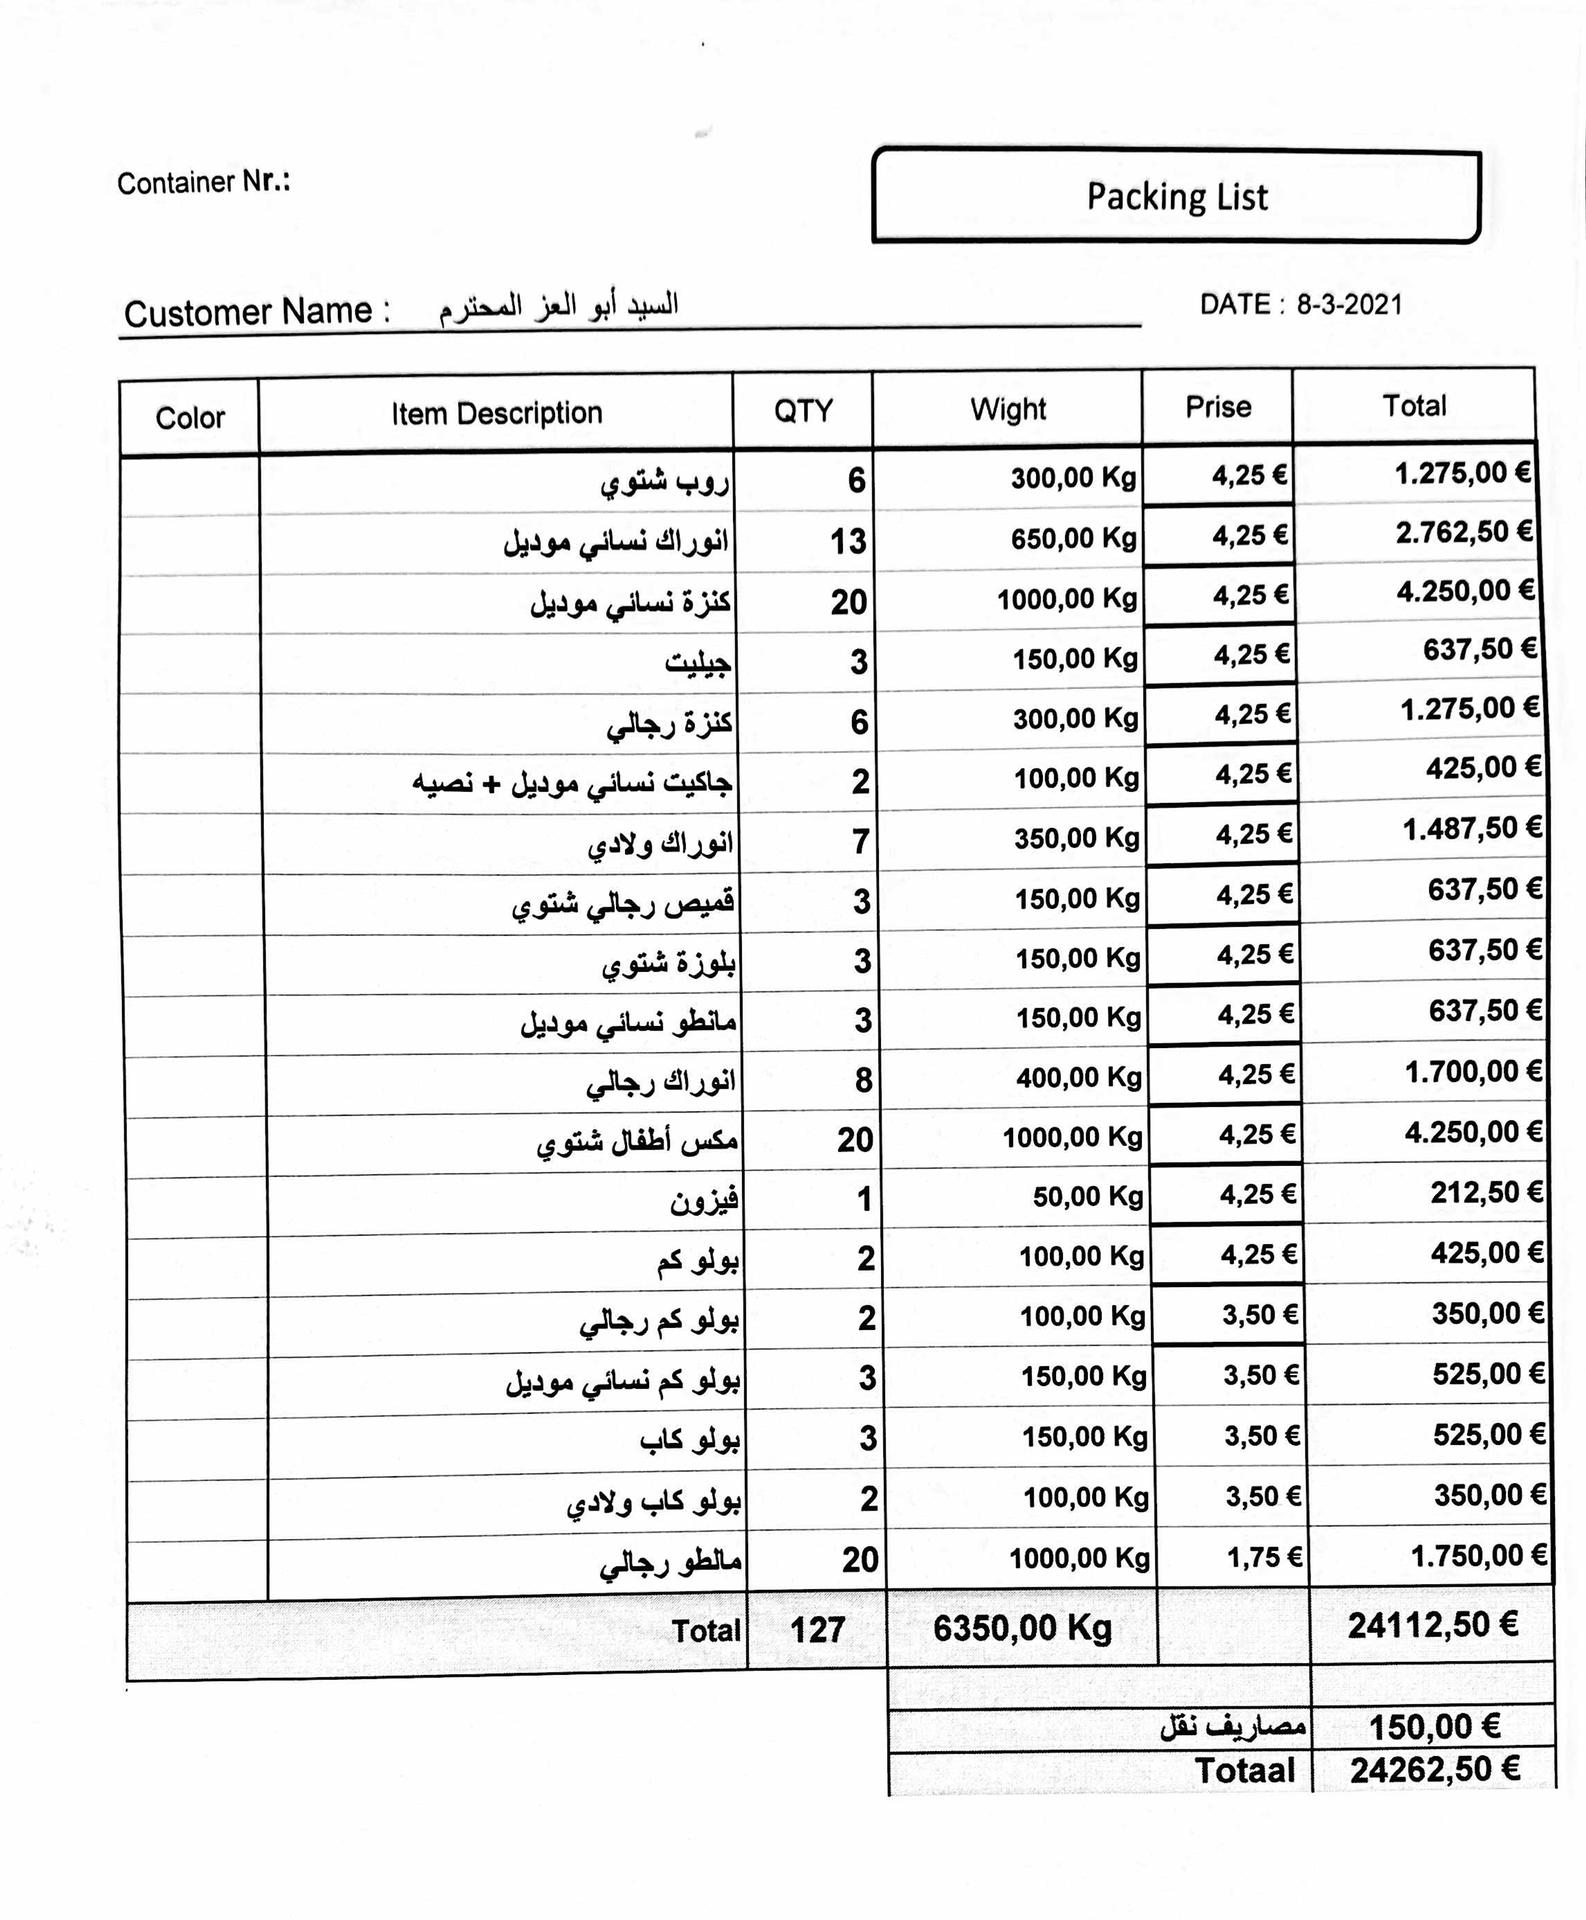 Container Nr.:
Packing List
Customer Name : السيد أبو العز المحترم
DATE : 8-3-2021
Color Item Description QTY Wight Prise Total
روب شتوي 6 300,00 Kg 4,25 € 1.275,00 €
انوراك نسائي موديل 13 650,00 Kg 4,25 € 2.762,50 €
كنزة نسائي موديل 20 1000,00 Kg 4,25 € 4.250,00 €
جيليت 3 150,00 Kg 4,25 € 637,50 €
كنزة رجالي 6 300,00 Kg 4,25 € 1.275,00 €
جاكيت نسائي موديل + نصيه 2 100,00 Kg 4,25 € 425,00 €
انوراك ولادي 7 350,00 Kg 4,25 € 1.487,50 €
قميص رجالي شتوي 3 150,00 Kg 4,25 € 637,50 €
بلوزة شتوي 3 150,00 Kg 4,25 € 637,50 €
مانطو نسائي موديل 3 150,00 Kg 4,25 € 637,50 €
انوراك رجالي 8 400,00 Kg 4,25 € 1.700,00 €
مكس أطفال شتوي 20 1000,00 Kg 4,25 € 4.250,00 €
فيزون 1 50,00 Kg 4,25 € 212,50 €
بولو كم 2 100,00 Kg 4,25 € 425,00 €
بولو كم رجالي 2 100,00 Kg 3,50 € 350,00 €
بولو كم نسائي موديل 3 150,00 Kg 3,50 € 525,00 €
بولو كاب 3 150,00 Kg 3,50 € 525,00 €
بولو كاب ولادي 2 100,00 Kg 3,50 € 350,00 €
مالطو رجالي 20 1000,00 Kg 1,75 € 1.750,00 €
Total 127 6350,00 Kg 24112,50 €
مصاريف نقل 150,00 €
Totaal 24262,50 €